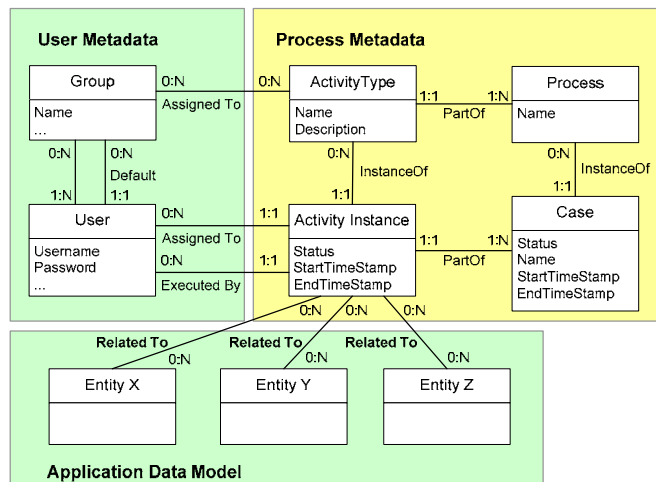 User Metadata
Process Metadata
Group
0:N
0:N
ActivityType
Process
Assigned To
1:1
1:N
Name
...
Name
Description
PartOf
Name
0:N
0:N
0:N
0:N
Default
InstanceOf
InstanceOf
1:N
1:1
1:1
1:1
User
0:N
1:1
Activity Instance
Case
Assigned To
1:1
1:N
Username
Password
...
0:N
1:1
Status
StartTimeStamp
EndTimeStamp
PartOf
Status
Name
StartTimeStamp
EndTimeStamp
Executed By
0:N
0:N
0:N
Related To
Related To
Related To
0:N
0:N
0:N
Entity X
Entity Y
Entity Z
Application Data Model